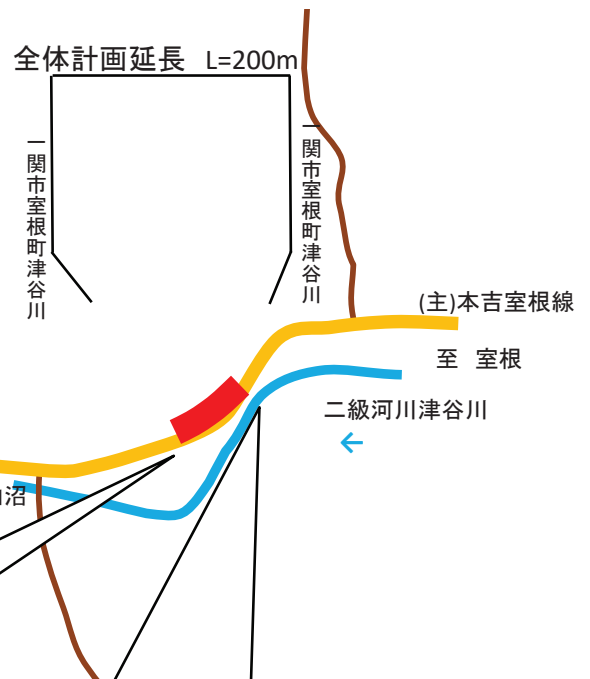 全体計画延長 L=200m
一関市室根町津谷川
一関市室根町津谷川
(主)本吉室根線
至 室根
二級河川津谷川
←
沼